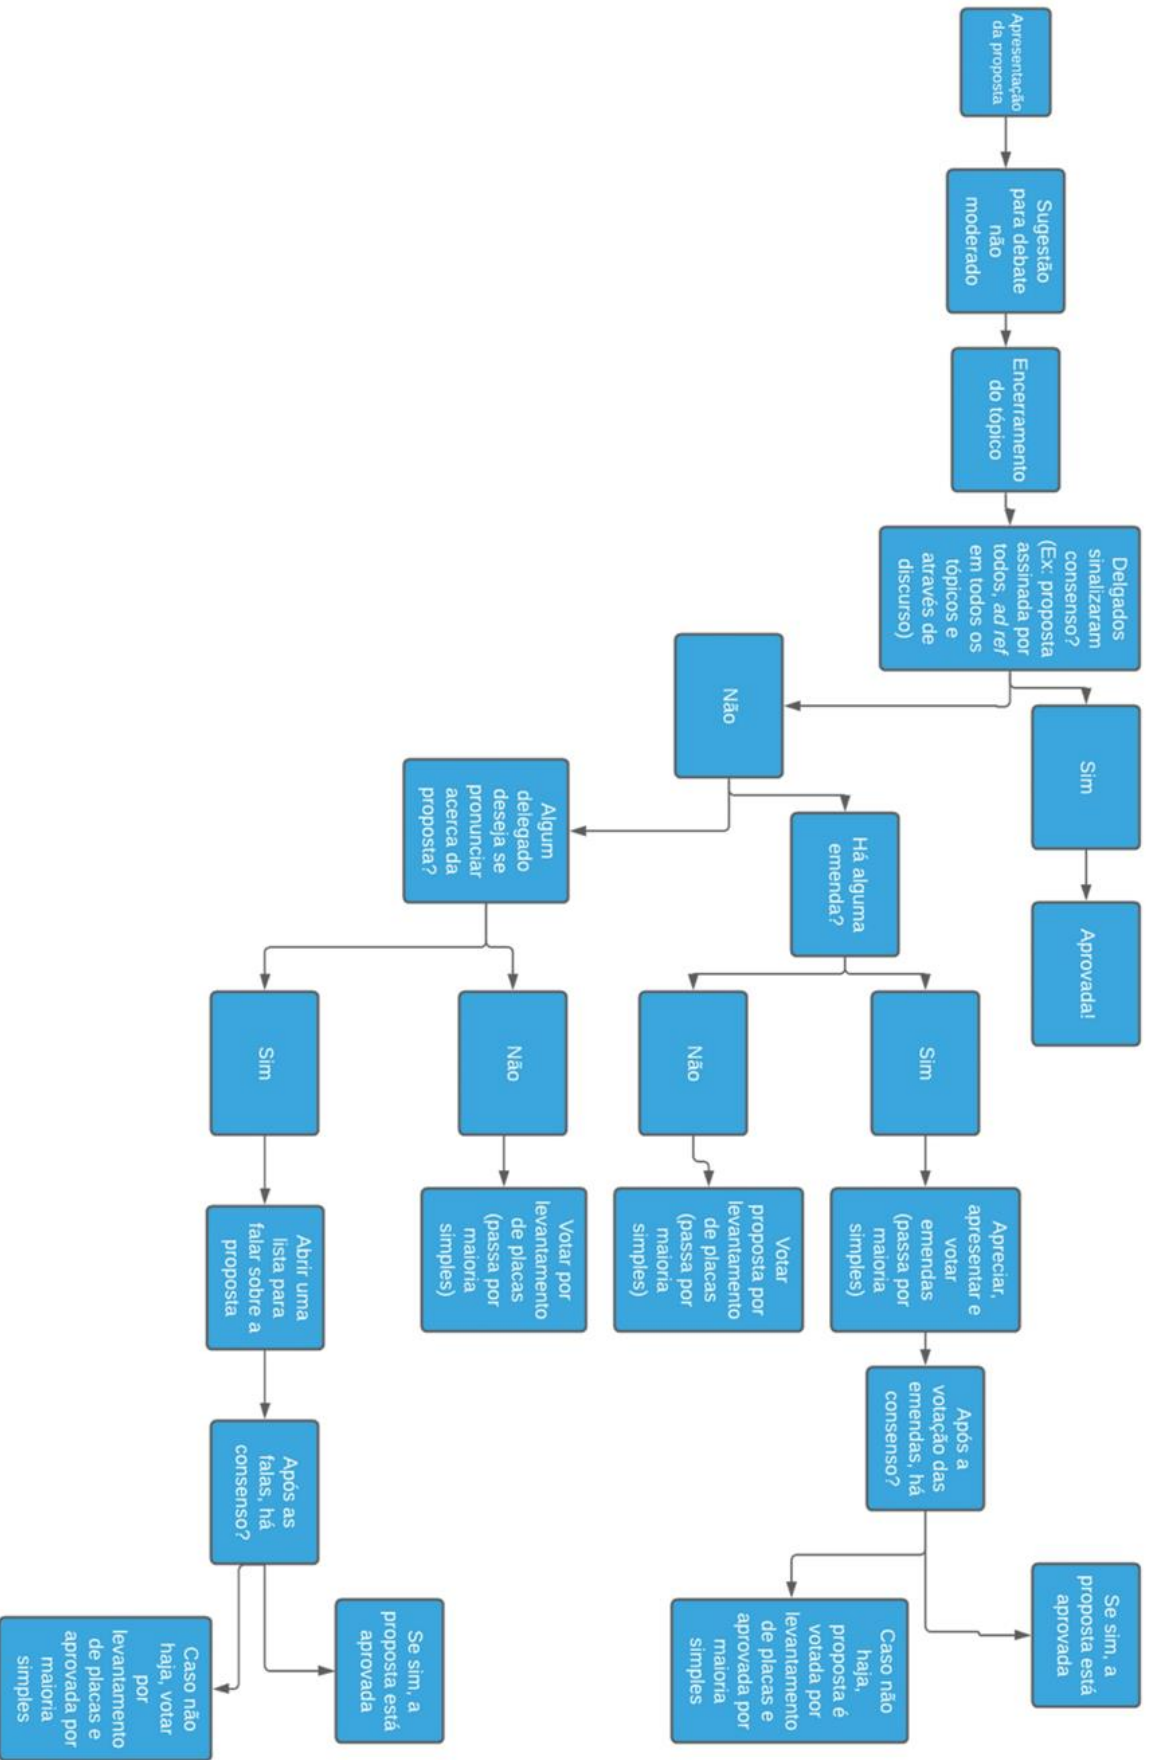 Apresentação
da proposta
Sugestão
para debate
não
moderado
Encerramento
do tópico
Delgados
sinalizaram
consenso?
(Ex: proposta
assinada por
todos, ad ref
em todos os
tópicos e
através de
discurso)
Sim
Aprovada!
Não
Há alguma
emenda?
Sim
Apreciar,
apresentar e
votar
emendas
(passa por
maioria
simples)
Após a
votação das
emendas, há
consenso?
Se sim, a
proposta está
aprovada
Caso não
haja,
proposta é
votada por
levantamento
de placas e
aprovada por
maioria
simples
Não
Votar
proposta por
levantamento
de placas
(passa por
maioria
simples)
Algum
delegado
deseja se
pronunciar
acerca da
proposta?
Não
Votar por
levantamento
de placas
(passa por
maioria
simples)
Sim
Abrir uma
lista para
falar sobre a
proposta
Após as
falas, há
consenso?
Se sim, a
proposta está
aprovada
Caso não
haja, votar
por
levantamento
de placas e
aprovada por
maioria
simples